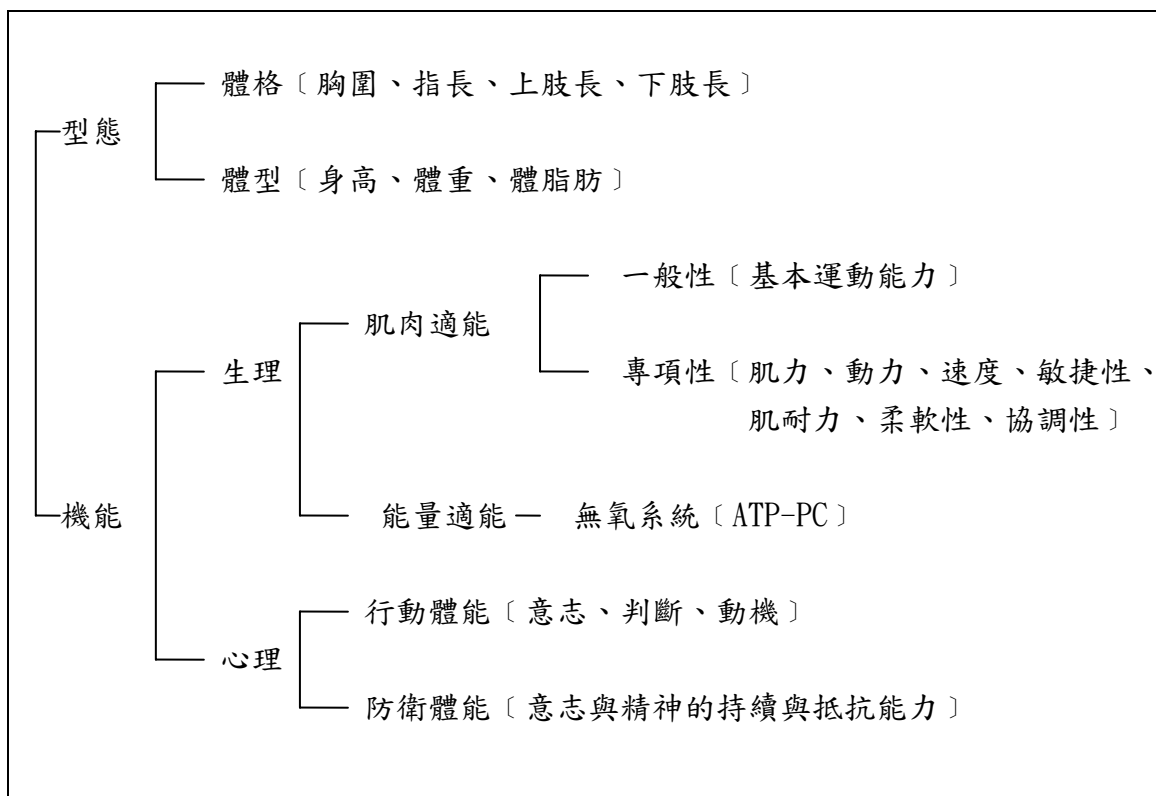 體格﹝胸圍、指長、上肢長、下肢長﹞
型態
體型﹝身高、體重、體脂肪﹞
一般性﹝基本運動能力﹞
肌肉適能
生理
專項性﹝肌力、動力、速度、敏捷性、
肌耐力、柔軟性、協調性﹞
機能
能量適能
無氧系統﹝ATP-PC﹞
行動體能﹝意志、判斷、動機﹞
心理
防衛體能﹝意志與精神的持續與抵抗能力﹞